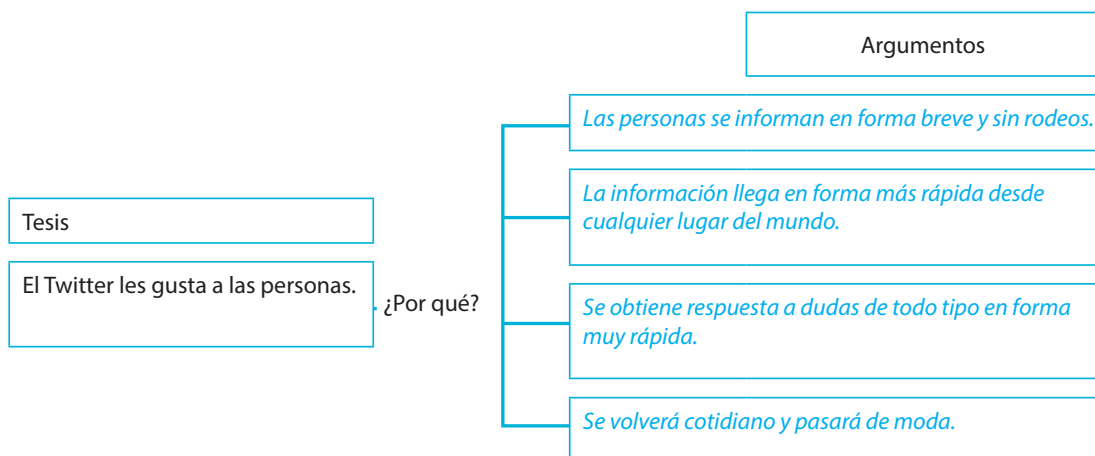 Argumentos
Las personas se informan en forma breve y sin rodeos.
La información llega en forma más rápida desde
cualquier lugar del mundo.
Tesis
El Twitter les gusta a las personas.
¿Por qué?
Se obtiene respuesta a dudas de todo tipo en forma
muy rápida.
Se volverá cotidiano y pasará de moda.